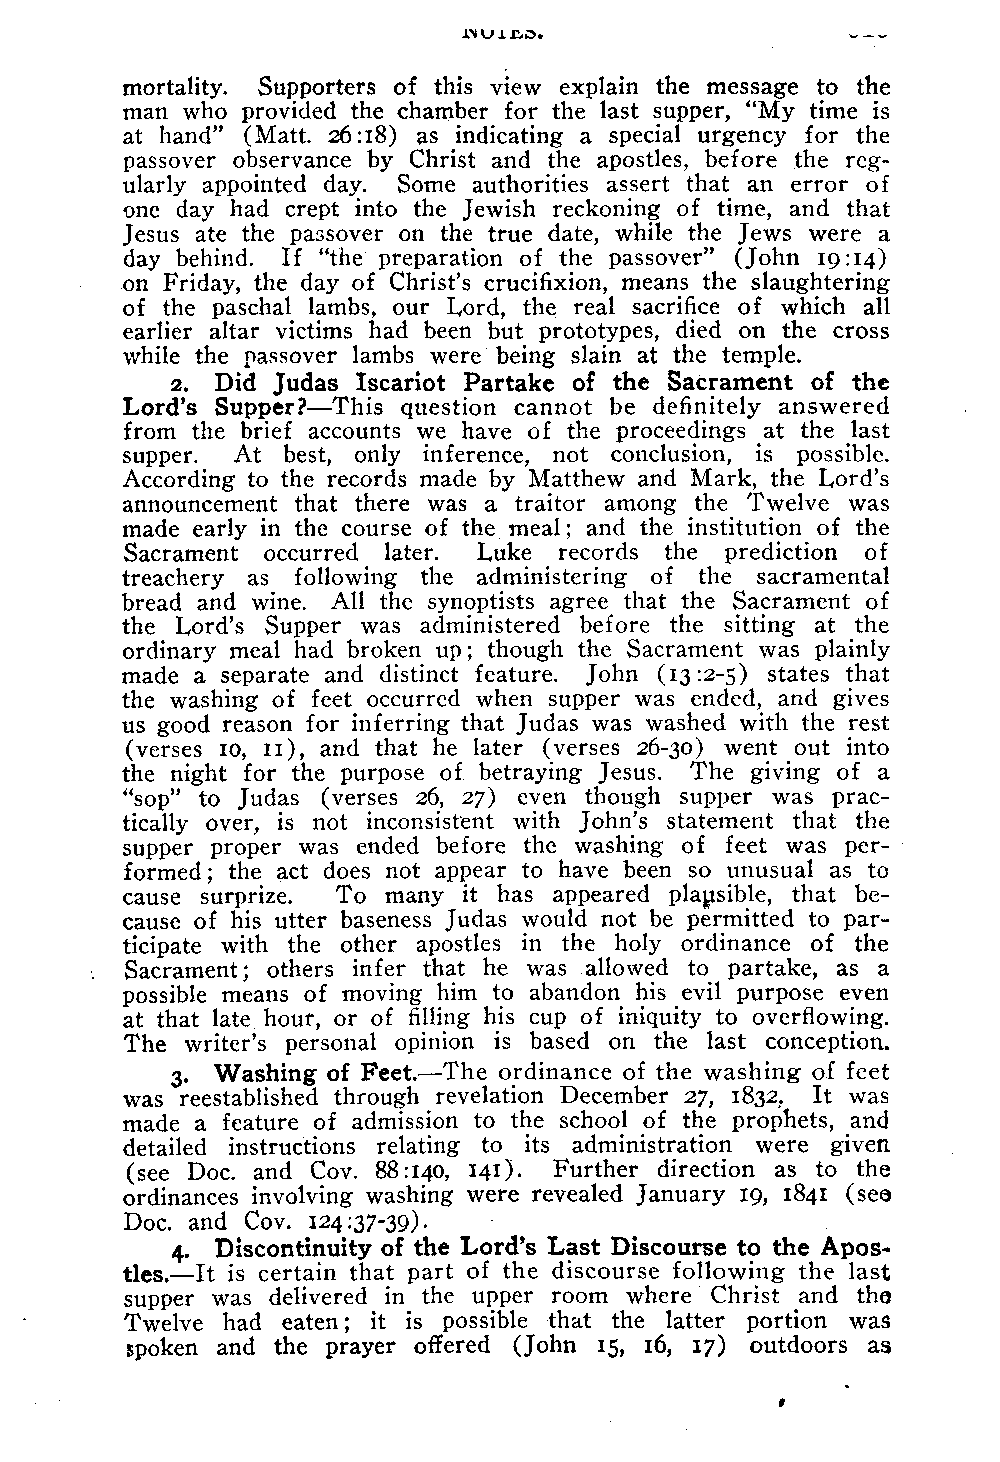 NOTES.
mortality. Supporters of this view explain the message to the
man who provided the chamber for the last supper, "My time is
at hand" (Matt. 26:18) as indicating a special urgency for the
passover observance by Christ and the apostles, before the reg-
ularly appointed day. Some authorities assert that an error of
one day had crept into the Jewish reckoning of time, and that
Jesus ate the passover on the true date, while the Jews were a
day behind. If "the preparation of the passover" (John 19:14)
on Friday, the day of Christ's crucifixion, means the slaughtering
of the paschal lambs, our Lord, the real sacrifice of which all
earlier altar victims had been but prototypes, died on the cross
while the passover lambs were being slain at the temple.
2. Did Judas Iscariot Partake of the Sacrament of the
Lord's Supper?—This question cannot be definitely answered
from the brief accounts we have of the proceedings at the last
supper. At best, only inference, not conclusion, is possible.
According to the records made by Matthew and Mark, the Lord's
announcement that there was a traitor among the Twelve was
made early in the course of the meal; and the institution of the
Sacrament occurred later. Luke records the prediction of
treachery as following the administering of the sacramental
bread and wine. All the synoptists agree that the Sacrament of
the Lord's Supper was administered before the sitting at the
ordinary meal had broken up; though the Sacrament was plainly
made a separate and distinct feature. John (13:2-5) states that
the washing of feet occurred when supper was ended, and gives
us good reason for inferring that Judas was washed with the rest
(verses 10, 11), and that he later (verses 26-30) went out into
the night for the purpose of betraying Jesus. The giving of a
"sop" to Judas (verses 26, 27) even though supper was prac-
tically over, is not inconsistent with John's statement that the
supper proper was ended before the washing of feet was per-
formed; the act does not appear to have been so unusual as to
cause surprize. To many it has appeared plausible, that be-
cause of his utter baseness Judas would not be permitted to par-
ticipate with the other apostles in the holy ordinance of the
Sacrament; others infer that he was allowed to partake, as a
possible means of moving him to abandon his evil purpose even
at that late hour, or of filling his cup of iniquity to overflowing.
The writer's personal opinion is based on the last conception.
3. Washing of Feet.—The ordinance of the washing of feet
was reestablished through revelation December 27, 1832. It was
made a feature of admission to the school of the prophets, and
detailed instructions relating to its administration were given
(see Doc. and Cov. 88:140, 141). Further direction as to the
ordinances involving washing were revealed January 19, 1841 (see
Doc. and Cov. 124:37-39).
4. Discontinuity of the Lord's Last Discourse to the Apos-
tles.—It is certain that part of the discourse following the last
supper was delivered in the upper room where Christ and the
Twelve had eaten; it is possible that the latter portion was
spoken and the prayer offered (John 15, 16, 17) outdoors as